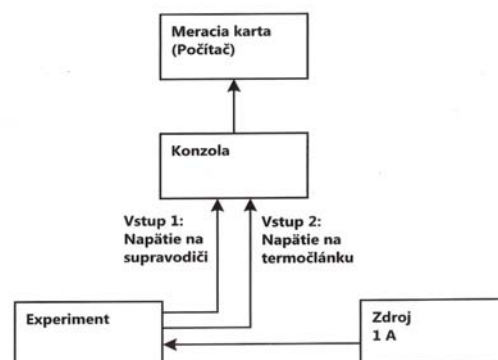 Meracia karta
(Počítač)
Konzola
Vstup 1:
Napätie na
supravodiči
Vstup 2:
Napätie na
termočlánku
Experiment
Zdroj
1 A